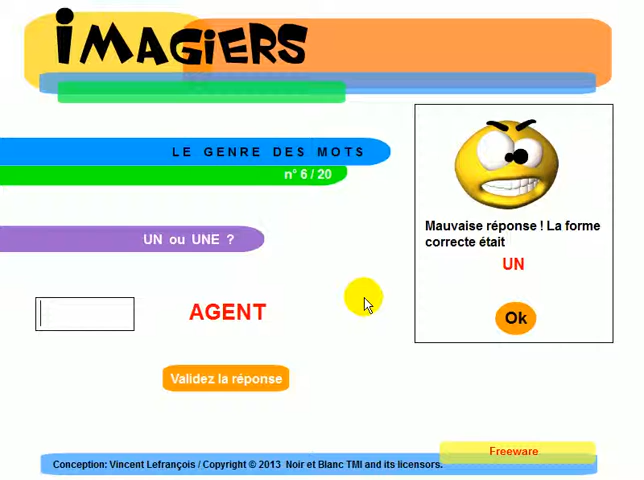 iMAGiERS
LE GENRE DES MOTS
n° 6 / 20
UN ou UNE ?
AGENT
Validez la réponse
Mauvaise réponse ! La forme
correcte était
UN
Ok
Freeware
Conception: Vincent Lefrançois / Copyright © 2013 Noir et Blanc TMI and its licensors.